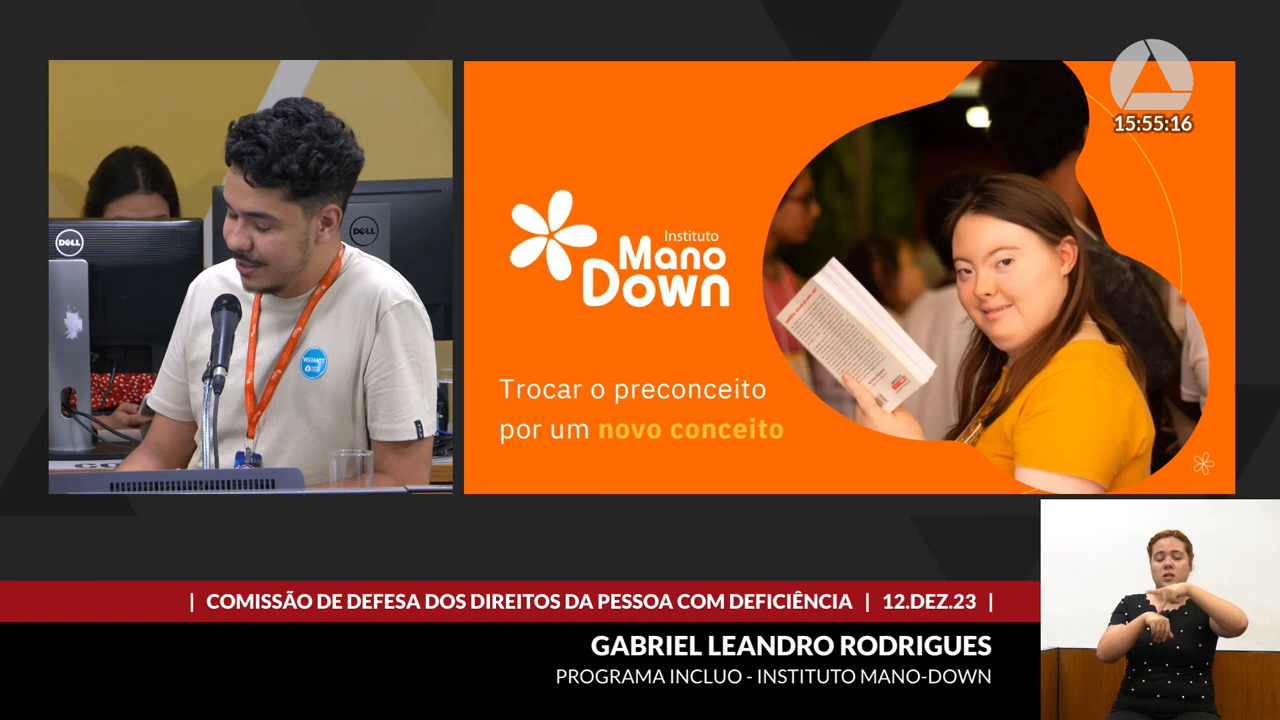 15:55:16
DELL
DELL
VISITANTE
Instituto
Mano
Down
Trocar o preconceito
por um novo conceito
| COMISSÃO DE DEFESA DOS DIREITOS DA PESSOA COM DEFICIÊNCIA | 12.DEZ.23 |
GABRIEL LEANDRO RODRIGUES
PROGRAMA INCLUO - INSTITUTO MANO-DOWN